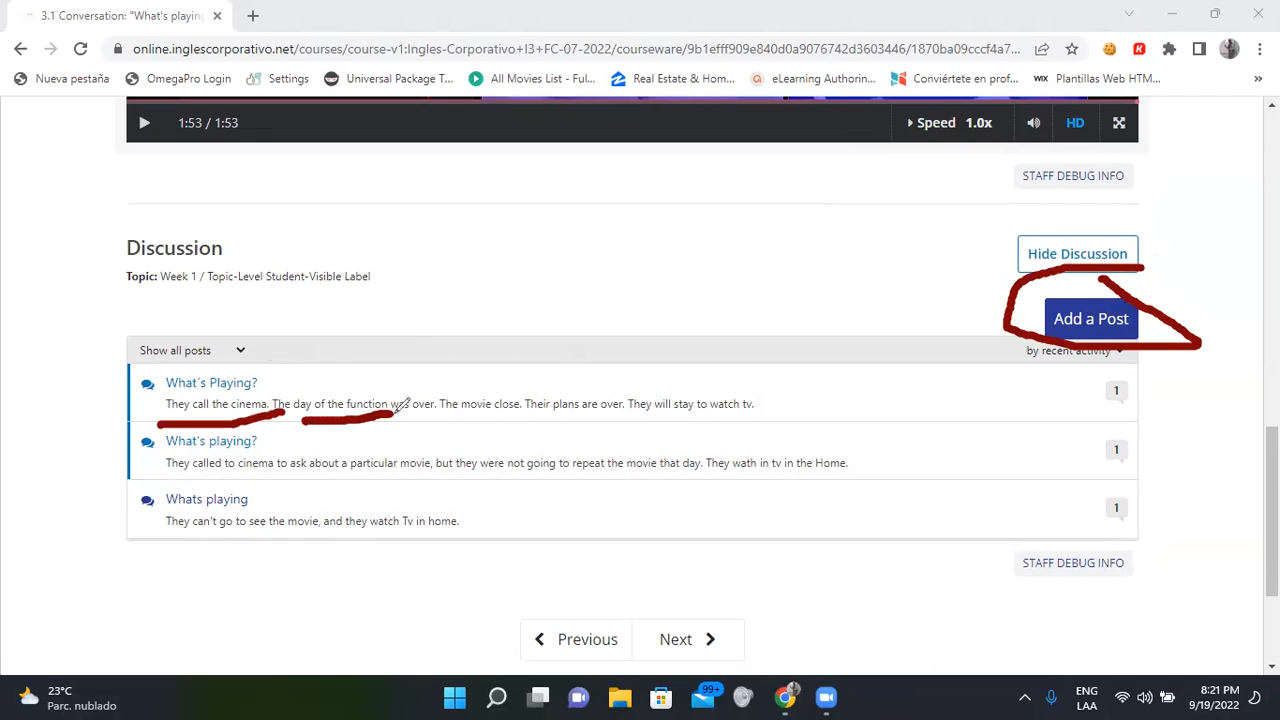 3.1 Conversation: "What's playing
online.inglescorporativo.net/courses/course-v1:Ingles-Corporativo+I3+FC-07-2022/courseware/9b1efff909e840d0a9076742d3603446/1870ba09cccf4a7...
Nueva pestaña OmegaPro Login Settings Universal Package T... All Movies List - Ful... Real Estate & Hom... eLearning Authorin... Conviértete en prof... WIX Plantillas Web HTM... »
1:53 / 1:53 Speed 1.0x HD
STAFF DEBUG INFO
Discussion
Hide Discussion
Topic: Week 1 / Topic-Level Student-Visible Label
Add a Post
Show all posts by recent activity
What´s Playing?
They call the cinema. The day of the function was over. The movie close. Their plans are over. They will stay to watch tv. 1
What's playing?
They called to cinema to ask about a particular movie, but they were not going to repeat the movie that day. They wath in tv in the Home. 1
Whats playing
They can't go to see the movie, and they watch Tv in home. 1
STAFF DEBUG INFO
Previous Next
23°C
Parc. nublado
99+
ENG
LAA
8:21 PM
9/19/2022